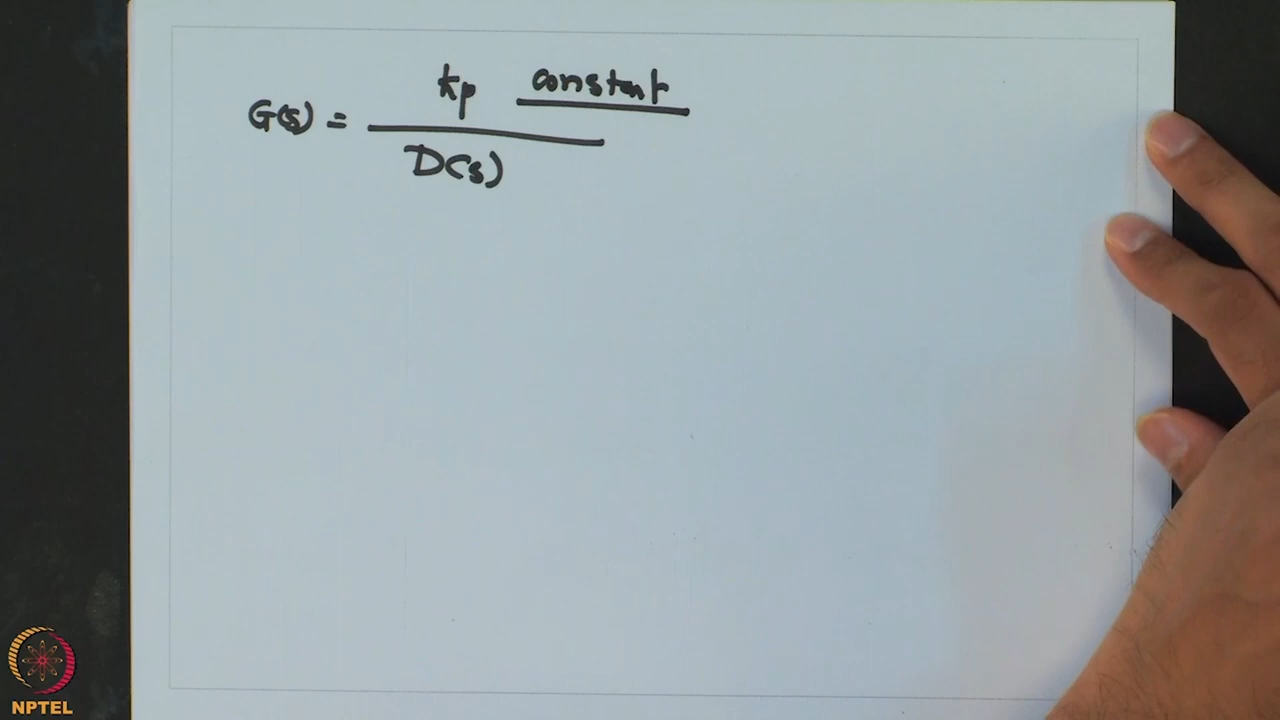 G(s) = kp constant
D(s)
NPTEL